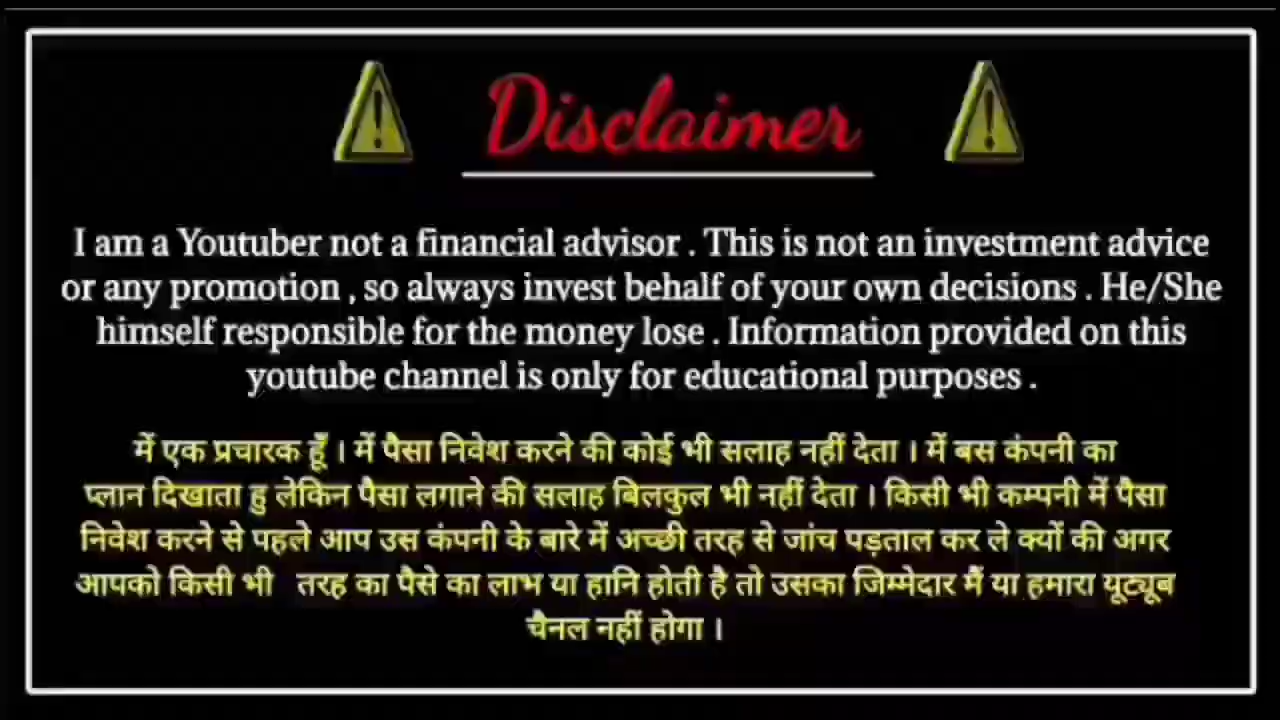 Disclaimer
I am a Youtuber not a financial advisor . This is not an investment advice
or any promotion , so always invest behalf of your own decisions . He/She
himself responsible for the money lose . Information provided on this
youtube channel is only for educational purposes .
में एक प्रचारक हूँ । में पैसा निवेश करने की कोई भी सलाह नहीं देता । में बस कंपनी का
प्लान दिखाता हु लेकिन पैसा लगाने की सलाह बिलकुल भी नहीं देता । किसी भी कम्पनी में पैसा
निवेश करने से पहले आप उस कंपनी के बारे में अच्छी तरह से जांच पड़ताल कर ले क्यों की अगर
आपको किसी भी तरह का पैसे का लाभ या हानि होती है तो उसका जिम्मेदार मैं या हमारा यूट्यूब
चैनल नहीं होगा ।